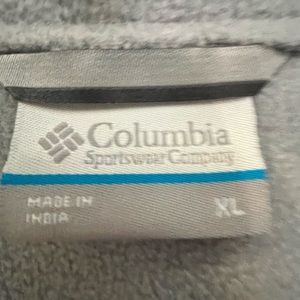 Columbia
Sportswear Company
MADE IN
INDIA
XL